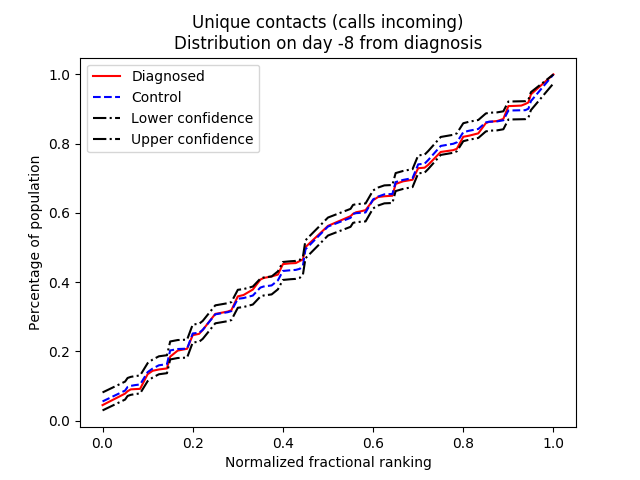 Unique contacts (calls incoming)
Distribution on day -8 from diagnosis
Diagnosed
Control
Lower confidence
Upper confidence
Percentage of population
1.0
0.8
0.6
0.4
0.2
0.0
0.0 0.2 0.4 0.6 0.8 1.0
Normalized fractional ranking